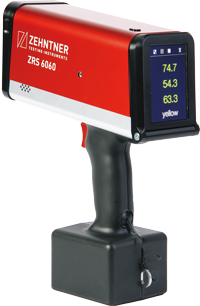 ZEHNTNER
TESTING INSTRUMENTS
ZRS 6060
74.7
54.3
63.3
yellow